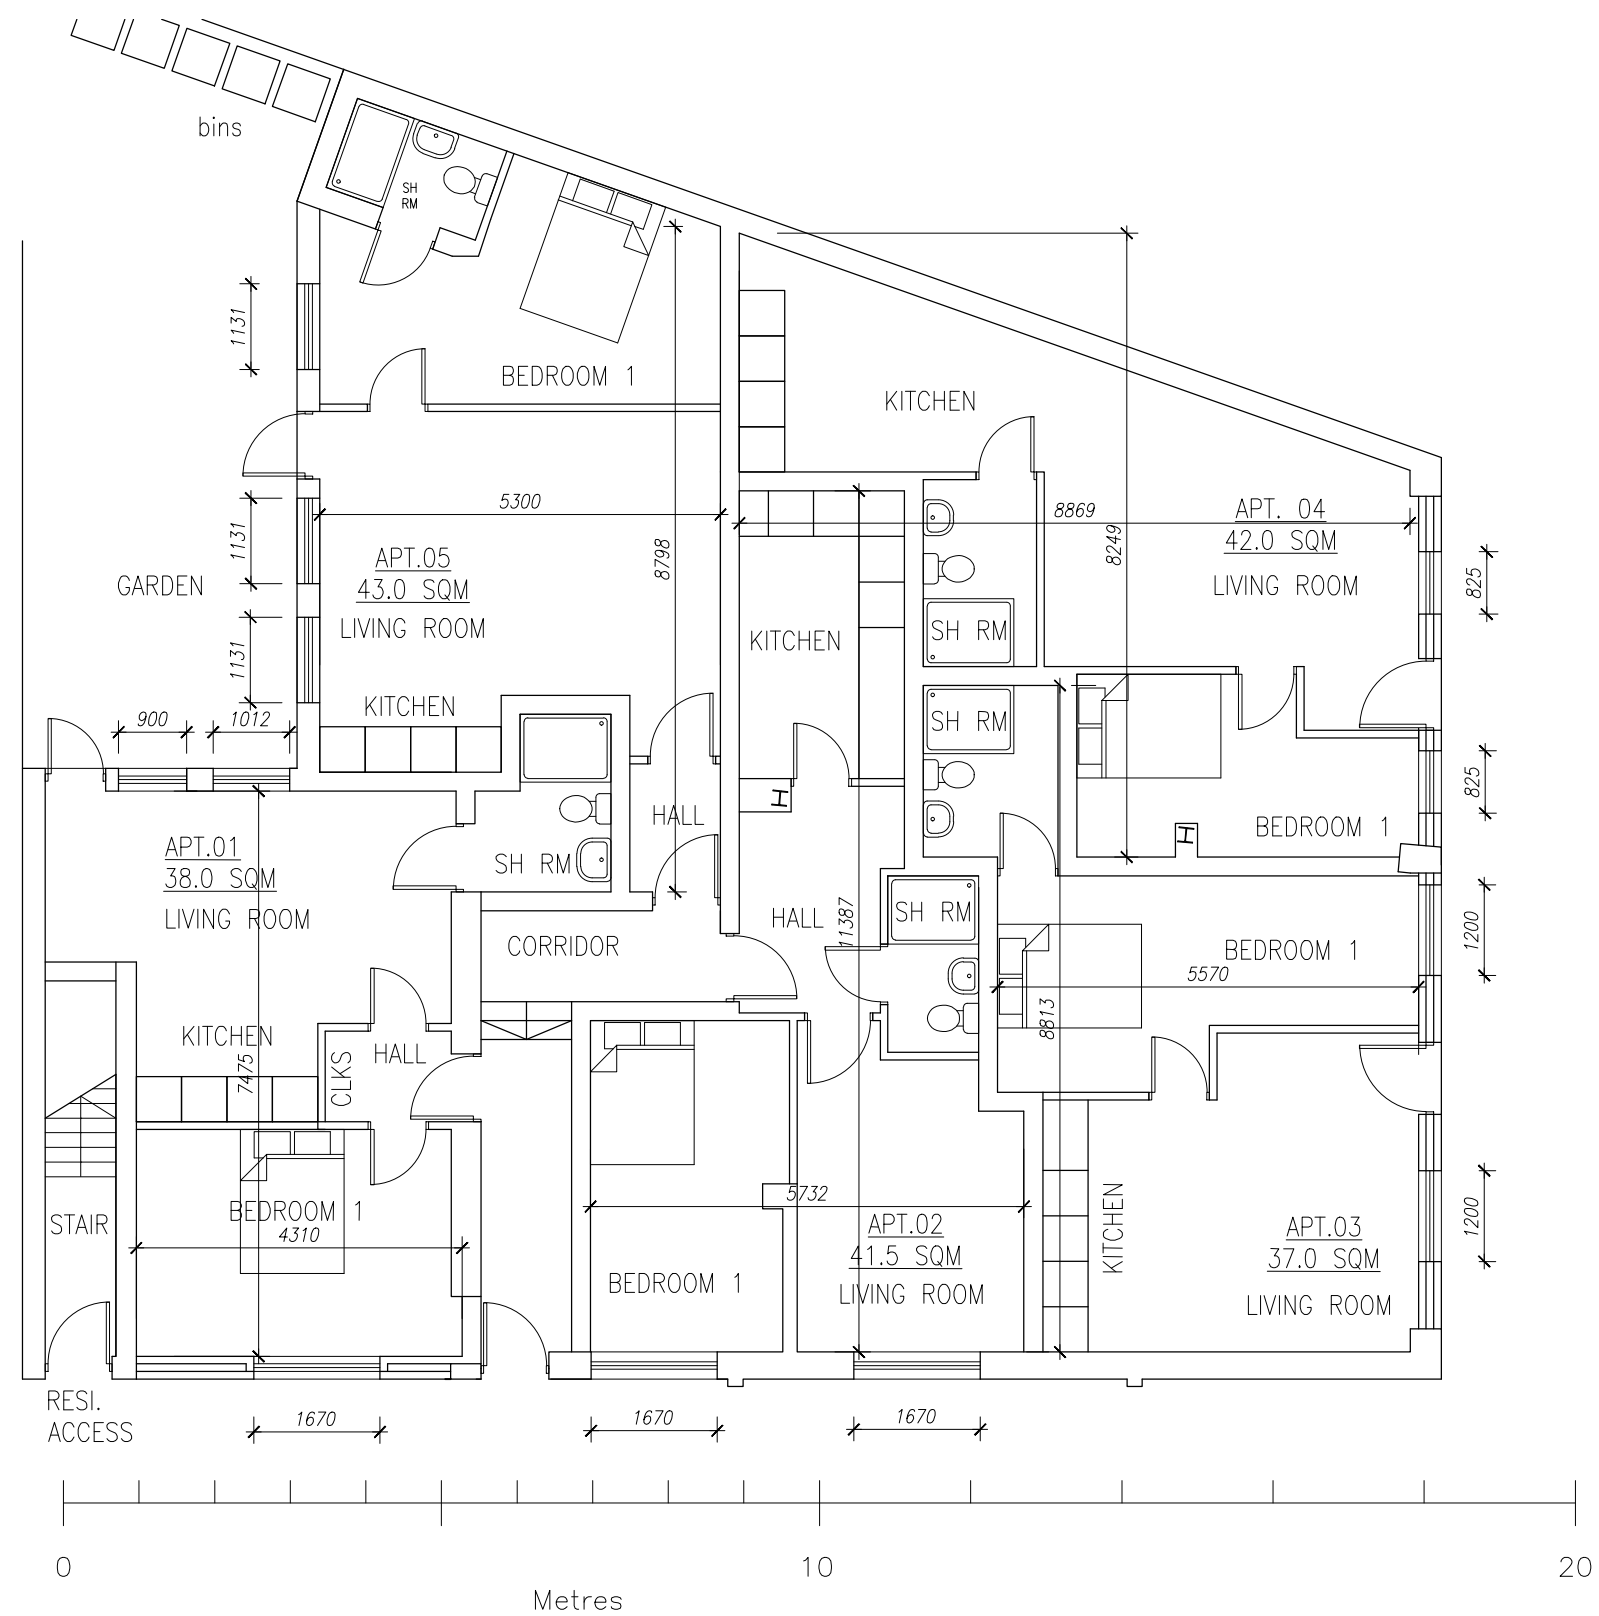 bins
SH
RM
1131
BEDROOM 1
KITCHEN
5300
8869
APT. 04
42.0 SQM
LIVING ROOM
8249
825
1131
APT.05
43.0 SQM
LIVING ROOM
8798
GARDEN
KITCHEN
SH RM
1131
KITCHEN
900
1012
SH RM
825
HALL
H
H
BEDROOM 1
APT.01
38.0 SQM
LIVING ROOM
SH RM
HALL
11387
SH RM
CORRIDOR
BEDROOM 1
5570
1200
8813
KITCHEN
7475
CLKS
HALL
BEDROOM 1
4310
STAIR
5732
APT.02
41.5 SQM
LIVING ROOM
BEDROOM 1
KITCHEN
APT.03
37.0 SQM
LIVING ROOM
1200
RESI.
ACCESS
1670
1670
1670
0
10
20
Metres